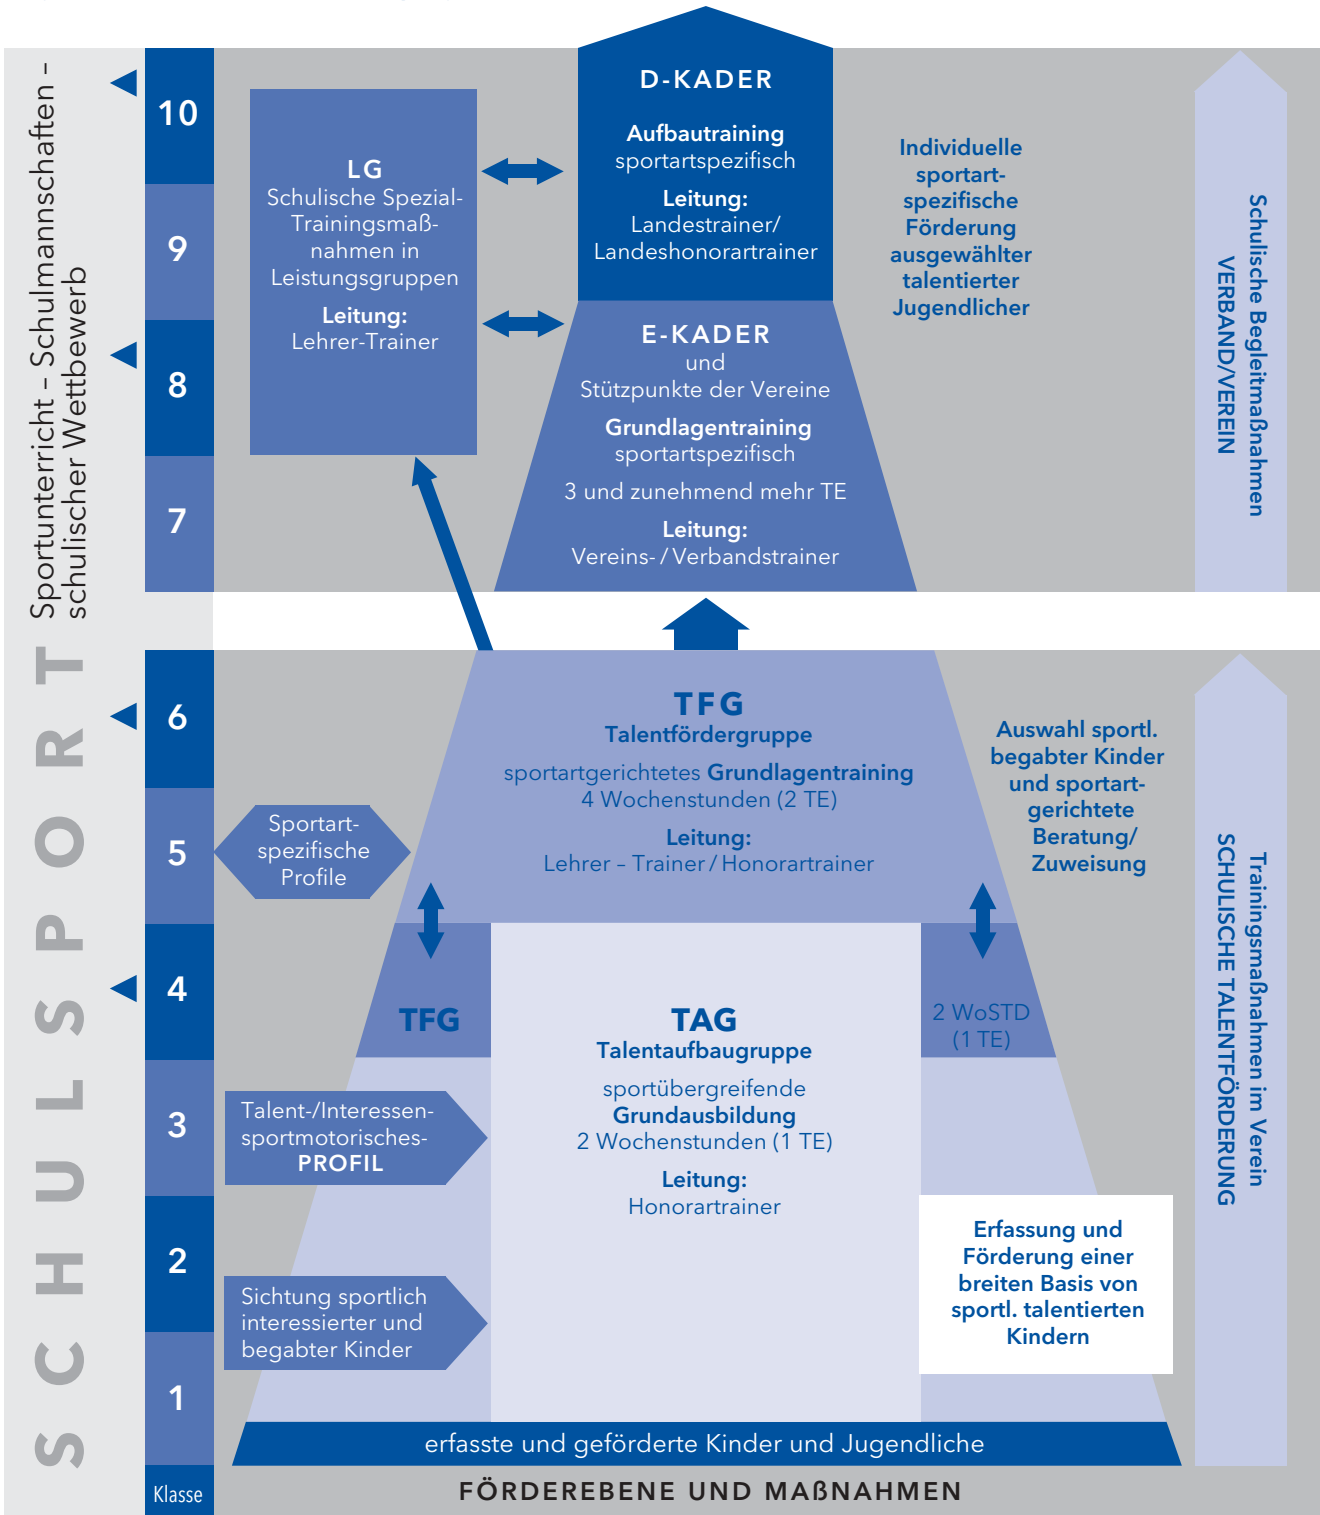 SCHULSPORT
Sportunterricht – Schulmannschaften –
schulischer Wettbewerb
10
9
8
7
6
5
4
3
2
1
Klasse
D-KADER
Aufbautraining
sportartspezifisch
Leitung:
Landestrainer/
Landeshonorartrainer
LG
Schulische Spezial-
Trainingsmaß-
nahmen in
Leistungsgruppen
Leitung:
Lehrer-Trainer
E-KADER
und
Stützpunkte der Vereine
Grundlagentraining
sportartspezifisch
3 und zunehmend mehr TE
Leitung:
Vereins- / Verbandstrainer
Individuelle
sportart-
spezifische
Förderung
ausgewählter
talentierter
Jugendlicher
Schulische Begleitmaßnahmen
VERBAND/VEREIN
TFG
Talentfördergruppe
sportartgerichtetes Grundlagentraining
4 Wochenstunden (2 TE)
Leitung:
Lehrer – Trainer / Honorartrainer
Auswahl sportl.
begabter Kinder
und sportart-
gerichtete
Beratung/
Zuweisung
Sportart-
spezifische
Profile
TFG
TAG
Talentaufbaugruppe
sportübergreifende
Grundausbildung
2 Wochenstunden (1 TE)
Leitung:
Honorartrainer
2 WoSTD
(1 TE)
Talent-/Interessen-
sportmotorisches-
PROFIL
Sichtung sportlich
interessierter und
begabter Kinder
Erfassung und
Förderung einer
breiten Basis von
sportl. talentierten
Kindern
Trainingsmaßnahmen im Verein
SCHULISCHE TALENTFÖRDERUNG
erfasste und geförderte Kinder und Jugendliche
FÖRDEREBENE UND MAßNAHMEN